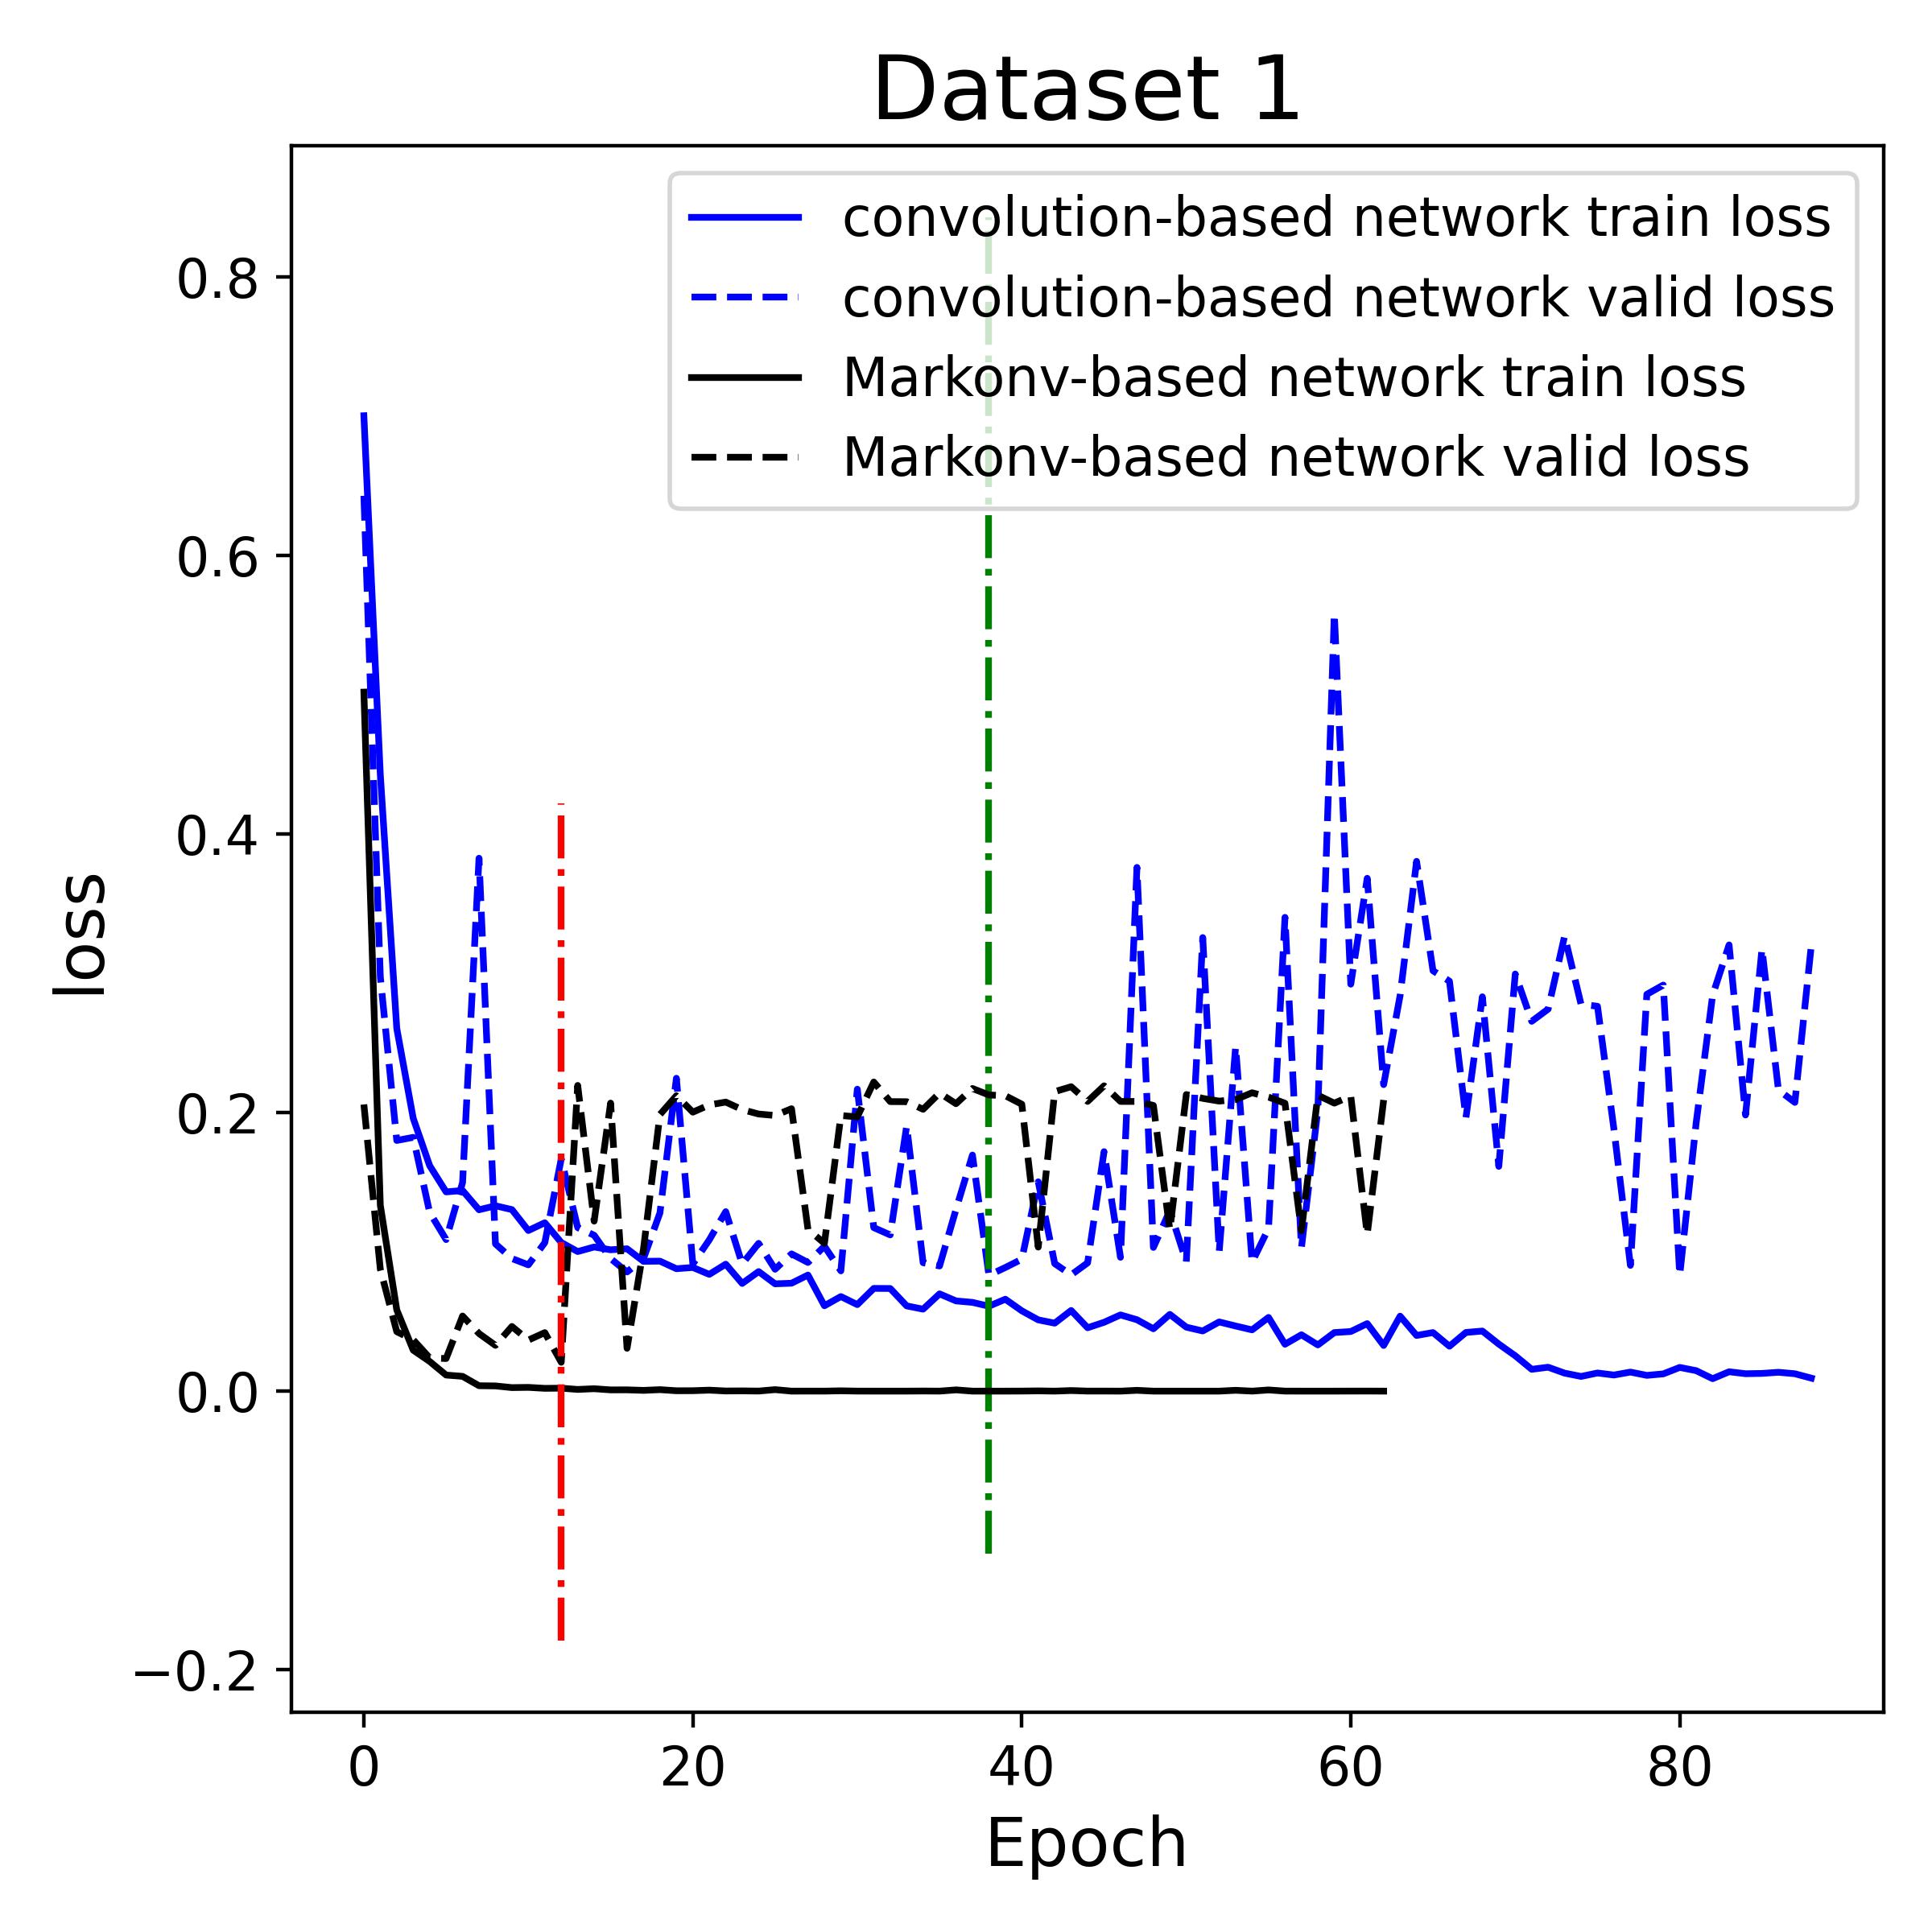 Dataset 1
convolution-based network train loss
convolution-based network valid loss
Markonv-based network train loss
Markonv-based network valid loss
0.8
0.6
0.4
0.2
0.0
−0.2
loss
0 20 40 60 80
Epoch